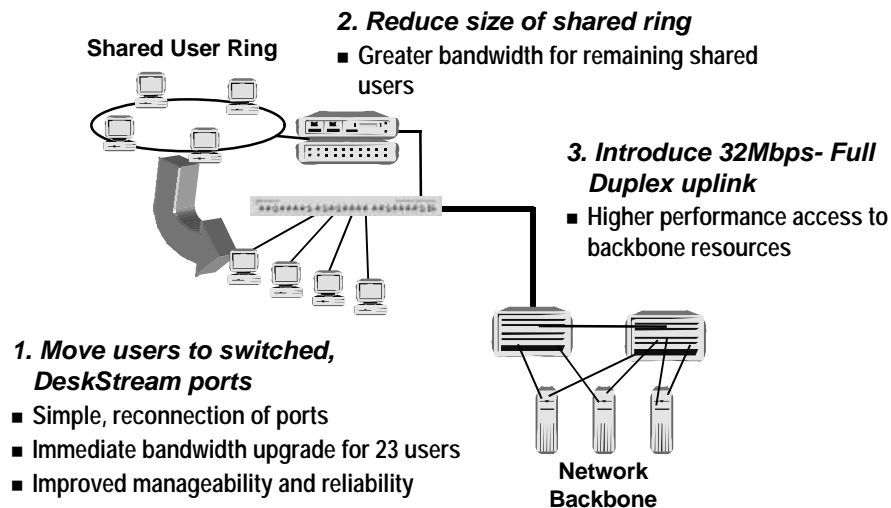 2. Reduce size of shared ring
■ Greater bandwidth for remaining shared
users
Shared User Ring
3. Introduce 32Mbps- Full
Duplex uplink
■ Higher performance access to
backbone resources
1. Move users to switched,
DeskStream ports
■ Simple, reconnection of ports
■ Immediate bandwidth upgrade for 23 users
■ Improved manageability and reliability
Network
Backbone